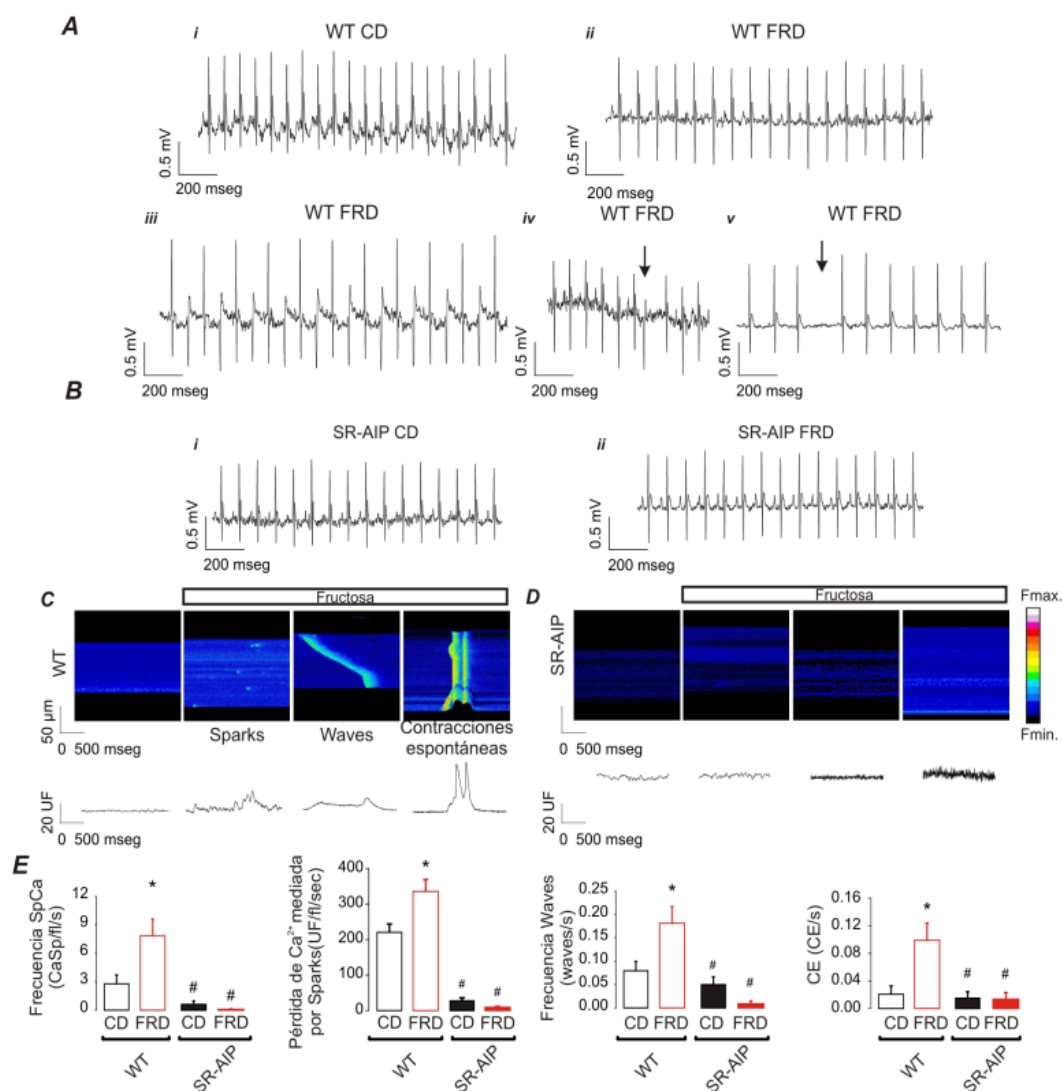 A
i
WT CD
0.5 mV
200 mseg
ii
WT FRD
0.5 mV
200 mseg
iii
WT FRD
0.5 mV
200 mseg
iv
WT FRD
0.5 mV
200 mseg
v
WT FRD
0.5 mV
200 mseg
B
i
SR-AIP CD
0.5 mV
200 mseg
ii
SR-AIP FRD
0.5 mV
200 mseg
C
Fructosa
WT
50 µm
0 500 mseg
Sparks
Waves
Contracciones
espontáneas
20 UF
0 500 mseg
D
Fructosa
SR-AIP
Fmax.
Fmin.
20 UF
0 500 mseg
E
Frecuencia SpCa
(CaSp/fl/s)
12
9
6
3
0
*
#
#
CD
FRD
CD
FRD
WT
SR-AIP
Pérdida de Ca²⁺ mediada
por Sparks(UF/fl/sec)
400
300
200
100
0
*
#
#
CD
FRD
CD
FRD
WT
SR-AIP
Frecuencia Waves
(waves/s)
0.25
0.20
0.15
0.10
0.05
0.00
*
#
#
CD
FRD
CD
FRD
WT
SR-AIP
CE (CE/s)
0.16
0.12
0.08
0.04
0.00
*
#
#
CD
FRD
CD
FRD
WT
SR-AIP